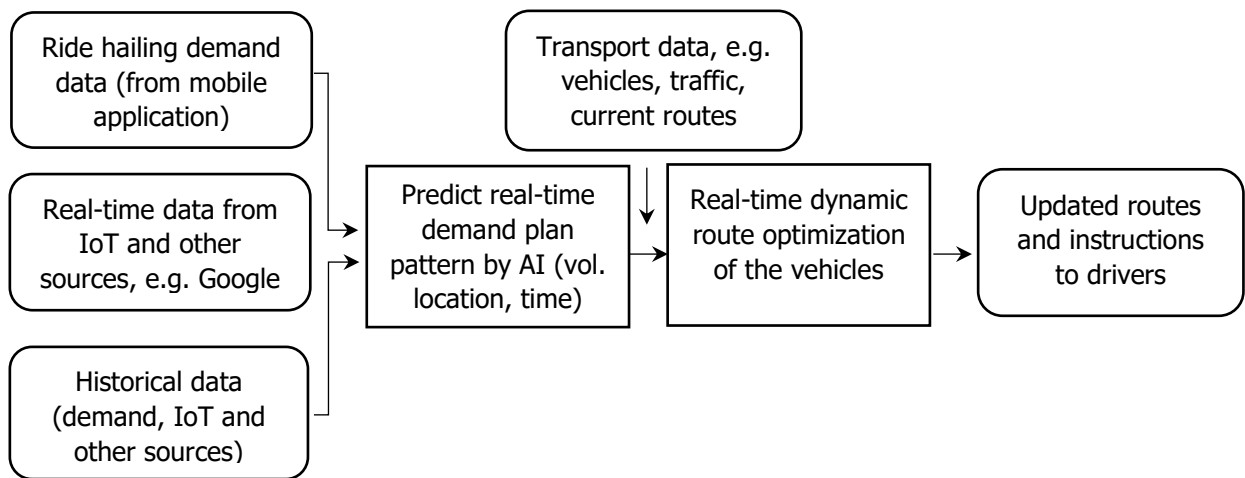 Ride hailing demand
data (from mobile
application)
Transport data, e.g.
vehicles, traffic,
current routes
Real-time data from
IoT and other
sources, e.g. Google
Predict real-time
demand plan
pattern by AI (vol.
location, time)
Real-time dynamic
route optimization
of the vehicles
Updated routes
and instructions
to drivers
Historical data
(demand, IoT and
other sources)